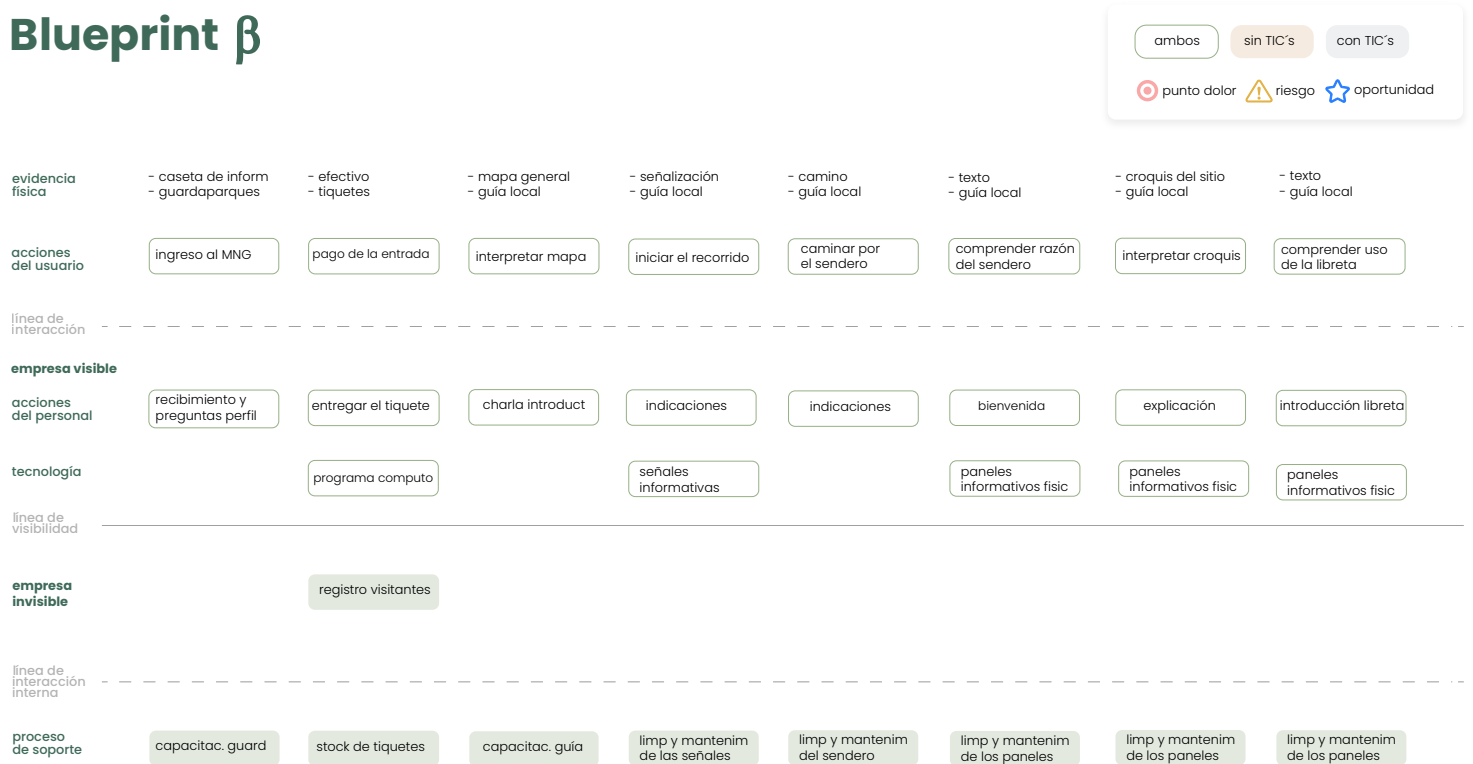 Blueprint β
ambos sin TIC´s con TIC´s
punto dolor riesgo oportunidad
evidencia
física
- caseta de inform
- guardaparques
- efectivo
- tiquetes
- mapa general
- guía local
- señalización
- guía local
- camino
- guía local
- texto
- guía local
- croquis del sitio
- guía local
- texto
- guía local
acciones
del usuario
ingreso al MNG
pago de la entrada
interpretar mapa
iniciar el recorrido
caminar por
el sendero
comprender razón
del sendero
interpretar croquis
comprender uso
de la libreta
línea de
interacción
empresa visible
acciones
del personal
recibimiento y
preguntas perfil
entregar el tiquete
charla introduct
indicaciones
indicaciones
bienvenida
explicación
introducción libreta
tecnología
programa computo
señales
informativas
paneles
informativos fisic
paneles
informativos fisic
paneles
informativos fisic
línea de
visibilidad
empresa
invisible
registro visitantes
línea de
interacción
interna
proceso
de soporte
capacitac. guard
stock de tiquetes
capacitac. guía
limp y mantenim
de las señales
limp y mantenim
del sendero
limp y mantenim
de los paneles
limp y mantenim
de los paneles
limp y mantenim
de los paneles